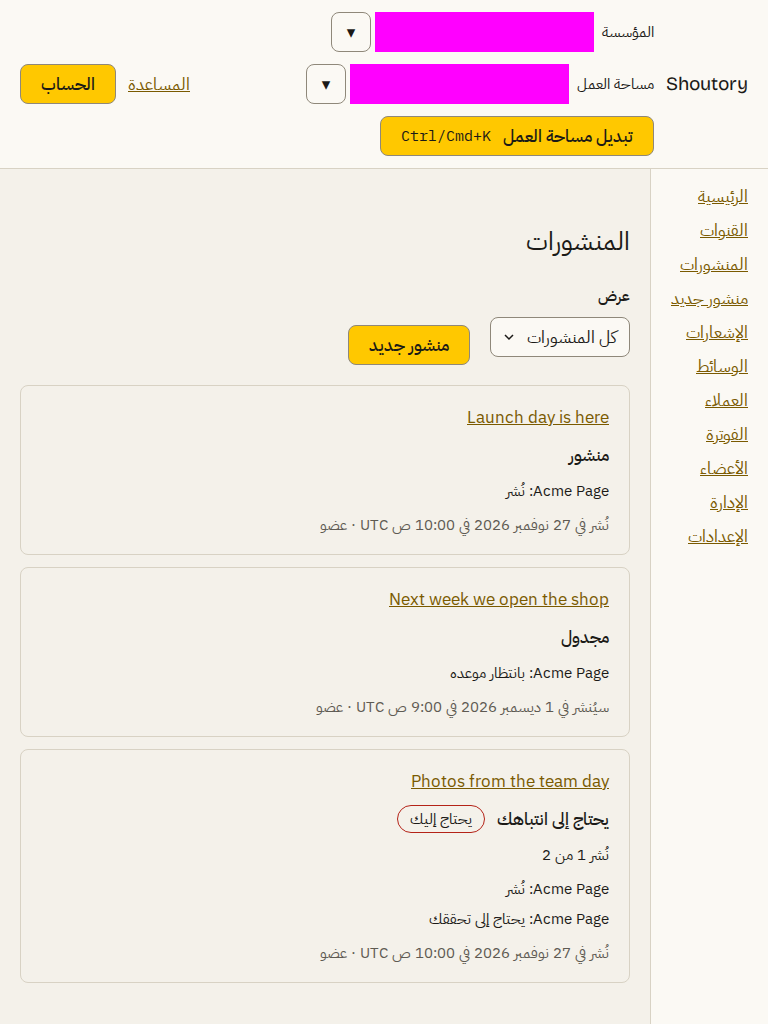 المؤسسة ▼
Shoutory مساحة العمل ▼ المساعدة الحساب
تبديل مساحة العمل Ctrl/Cmd+K
الرئيسية
القنوات
المنشورات
منشور جديد
الإشعارات
الوسائط
العملاء
الفوترة
الأعضاء
الإدارة
الإعدادات
المنشورات
عرض
كل المنشورات منشور جديد
Launch day is here
منشور
Acme Page: نُشر
نُشر في 27 نوفمبر 2026 في 10:00 ص UTC · عضو
Next week we open the shop
مجدول
Acme Page: بانتظار موعده
سيُنشر في 1 ديسمبر 2026 في 9:00 ص UTC · عضو
Photos from the team day
يحتاج إلى انتباهك يحتاج إليك
نُشر 1 من 2
Acme Page: نُشر
Acme Page: يحتاج إلى تحققك
نُشر في 27 نوفمبر 2026 في 10:00 ص UTC · عضو